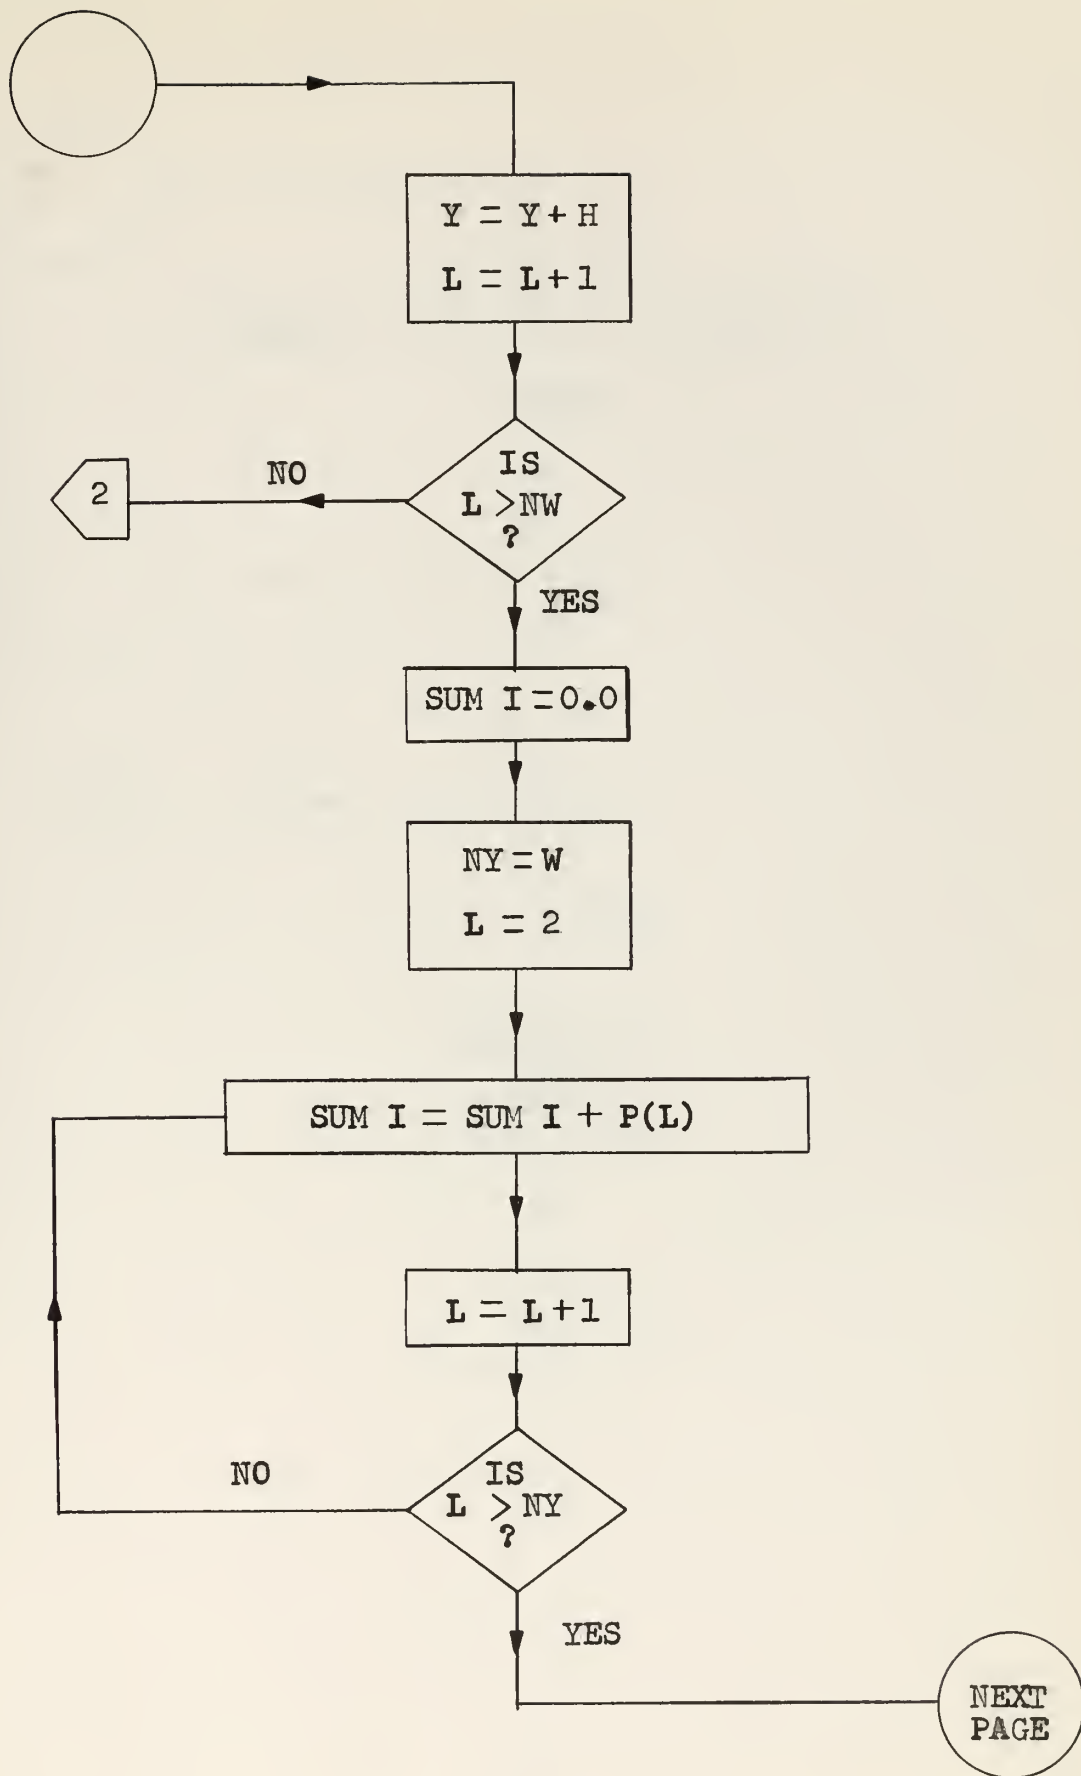 Y = Y + H
L = L + 1
IS
L > NW
?
NO
2
YES
SUM I = 0.0
NY = W
L = 2
SUM I = SUM I + P(L)
L = L + 1
IS
L > NY
?
NO
YES
NEXT
PAGE